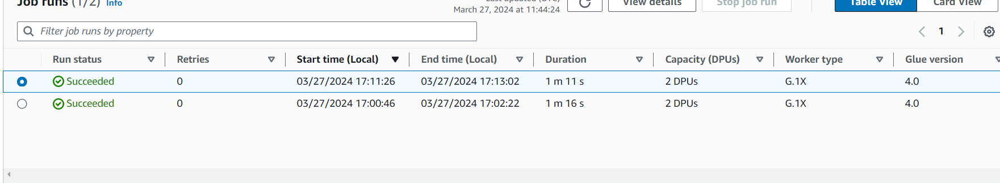 Job runs (1/2) Info
Last updated (UTC)
March 27, 2024 at 11:44:24
View details
Stop job run
Table View
Card View
Filter job runs by property
1
Run status Retries Start time (Local) End time (Local) Duration Capacity (DPUs) Worker type Glue version
Succeeded 0 03/27/2024 17:11:26 03/27/2024 17:13:02 1 m 11 s 2 DPUs G.1X 4.0
Succeeded 0 03/27/2024 17:00:46 03/27/2024 17:02:22 1 m 16 s 2 DPUs G.1X 4.0